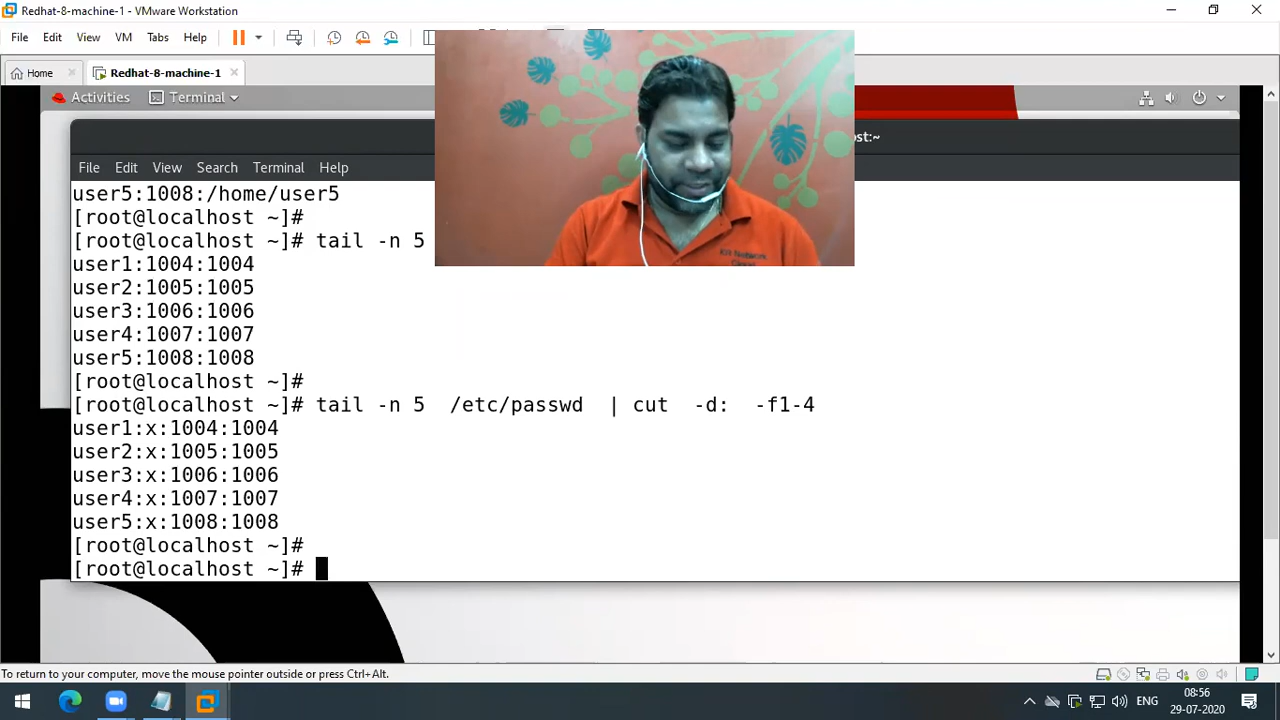 Redhat-8-machine-1 - VMware Workstation
File Edit View VM Tabs Help
Home Redhat-8-machine-1
Activities Terminal
ost:~
File Edit View Search Terminal Help
user5:1008:/home/user5
[root@localhost ~]#
[root@localhost ~]# tail -n 5
user1:1004:1004
user2:1005:1005
user3:1006:1006
user4:1007:1007
user5:1008:1008
[root@localhost ~]#
[root@localhost ~]# tail -n 5  /etc/passwd  | cut  -d:  -f1-4
user1:x:1004:1004
user2:x:1005:1005
user3:x:1006:1006
user4:x:1007:1007
user5:x:1008:1008
[root@localhost ~]#
[root@localhost ~]#
KR Network
Cloud
To return to your computer, move the mouse pointer outside or press Ctrl+Alt.
ENG
08:56
29-07-2020